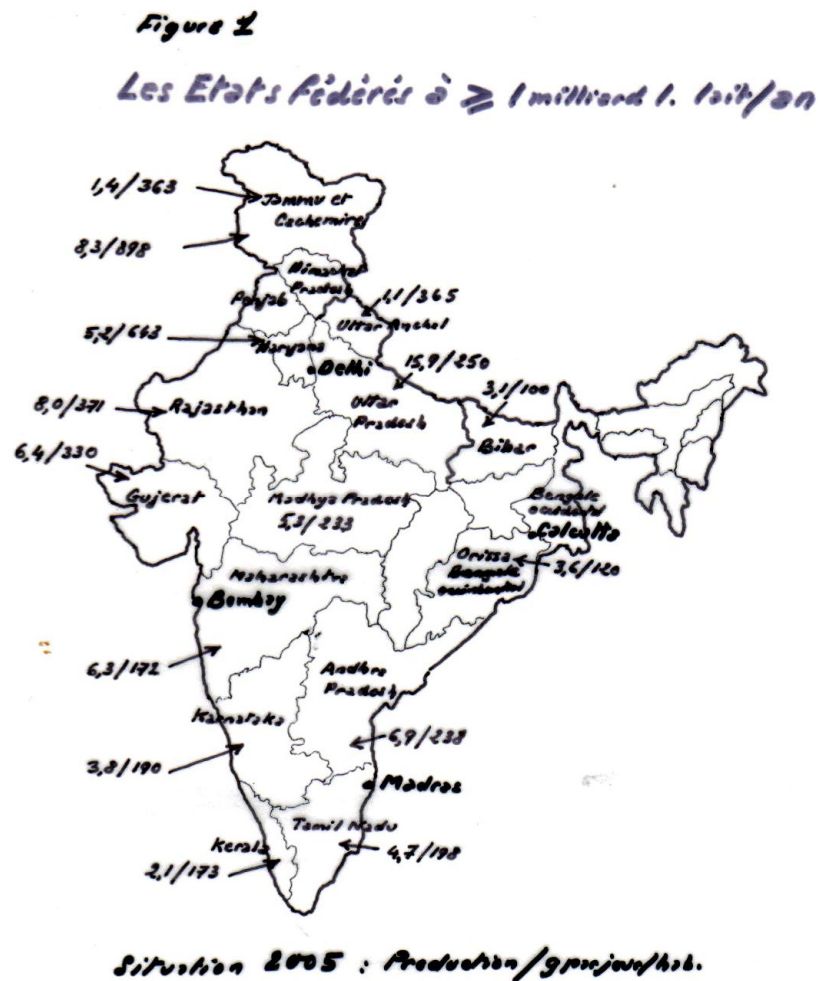 Figure 1
Les Etats fédérés à ≥ 1 milliard l. lait/an
1,4/363
Jammu et
Cachemire
8,3/898
Himachal
Pradesh
Punjab
1,1/365
Uttar Anchal
5,2/643
Haryana
Delhi
15,9/250
3,1/100
8,0/371
Rajasthan
Uttar
Pradesh
Bihar
6,4/330
Gujerat
Madhya Pradesh
5,3/233
Bengale
occidental
Calcutta
Orissa
Bengale
occidental
3,6/120
Maharashtra
Bombay
6,3/172
Andhra
Pradesh
Karnataka
6,9/238
3,8/190
Madras
Tamil Nadu
Kerala
4,7/198
2,1/173
Situation 2005 : Production/g par jour/hab.